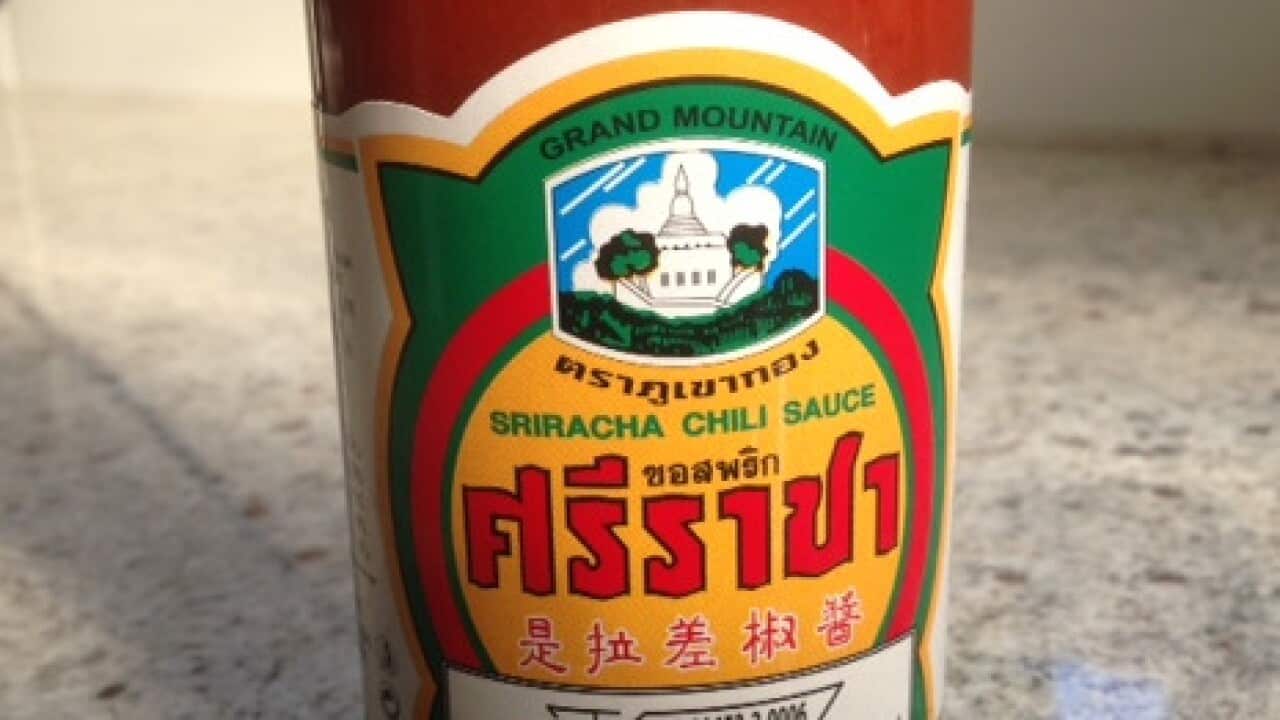 GRAND MOUNTAIN
ตราภูเขาทอง
SRIRACHA CHILI SAUCE
ซอสพริก
ศรีราชา
是拉差椒醬